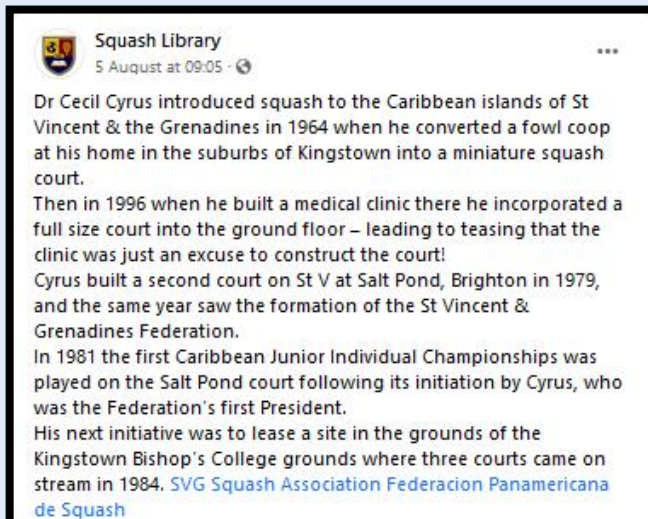 Squash Library
5 August at 09:05 ·
Dr Cecil Cyrus introduced squash to the Caribbean islands of St
Vincent & the Grenadines in 1964 when he converted a fowl coop
at his home in the suburbs of Kingstown into a miniature squash
court.
Then in 1996 when he built a medical clinic there he incorporated a
full size court into the ground floor – leading to teasing that the
clinic was just an excuse to construct the court!
Cyrus built a second court on St V at Salt Pond, Brighton in 1979,
and the same year saw the formation of the St Vincent &
Grenadines Federation.
In 1981 the first Caribbean Junior Individual Championships was
played on the Salt Pond court following its initiation by Cyrus, who
was the Federation's first President.
His next initiative was to lease a site in the grounds of the
Kingstown Bishop's College grounds where three courts came on
stream in 1984. SVG Squash Association Federacion Panamericana
de Squash